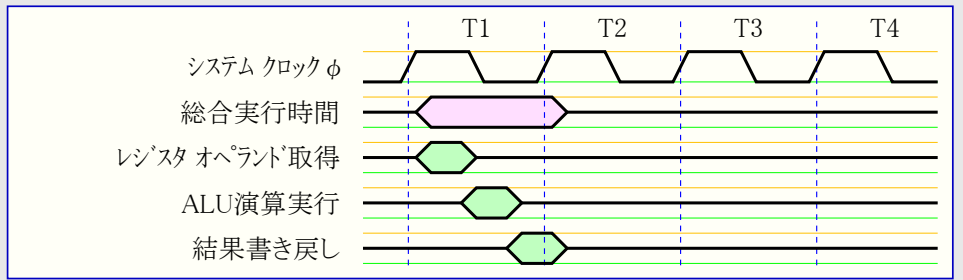 T1 T2 T3 T4
ｼｽﾃﾑ ｸﾛｯｸ φ
総合実行時間
ﾚｼﾞｽﾀ ｵﾍﾟﾗﾝﾄﾞ取得
ALU演算実行
結果書き戻し